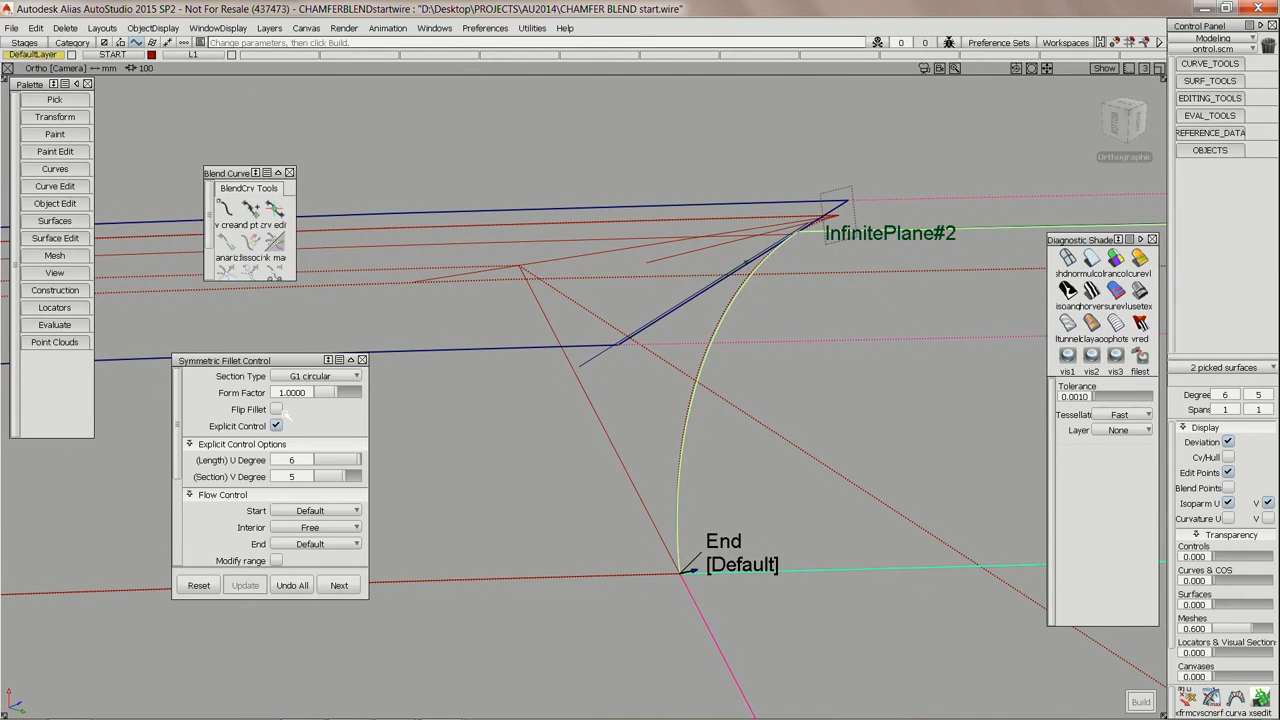 Autodesk Alias AutoStudio 2015 SP2 - Not For Resale (437473) - CHAMFERBLENDstartwire : "D:\Desktop\PROJECTS\AU2014\CHAMFER BLEND start.wire"
File Edit Delete Layouts ObjectDisplay WindowDisplay Layers Canvas Render Animation Windows Preferences Utilities Help
Stages Category Change parameters, then click Build. 0 0 Preference Sets Workspaces
DefaultLayer START L1
Ortho [Camera] mm 100 Show 3
Palette
Pick
Transform
Paint
Paint Edit
Curves
Curve Edit
Object Edit
Surfaces
Surface Edit
Mesh
View
Construction
Locators
Evaluate
Point Clouds
Blend Curve
BlendCrv Tools
Symmetric Fillet Control
Section Type G1 circular
Form Factor 1.0000
Flip Fillet
Explicit Control
Explicit Control Options
(Length) U Degree 6
(Section) V Degree 5
Flow Control
Start Default
Interior Free
End Default
Modify range
Reset Update Undo All Next
InfinitePlane#2
End
[Default]
BOTTOM
Orthographic
Build
Diagnostic Shade
vis1 vis2 vis3 filest
Tolerance
0.0010
Tessellat Fast
Layer None
Control Panel
Modeling
ontrol.scm
CURVE_TOOLS
SURF_TOOLS
EDITING_TOOLS
EVAL_TOOLS
REFERENCE_DATA
OBJECTS
2 picked surfaces
Degree 6 5
Spans 1 1
Display
Deviation
Cv/Hull
Edit Points
Blend Points
Isoparm U V
Curvature U V
Transparency
Controls
0.000
Curves & COS
0.000
Surfaces
0.000
Meshes
0.600
Locators & Visual Section
0.000
Canvases
0.000